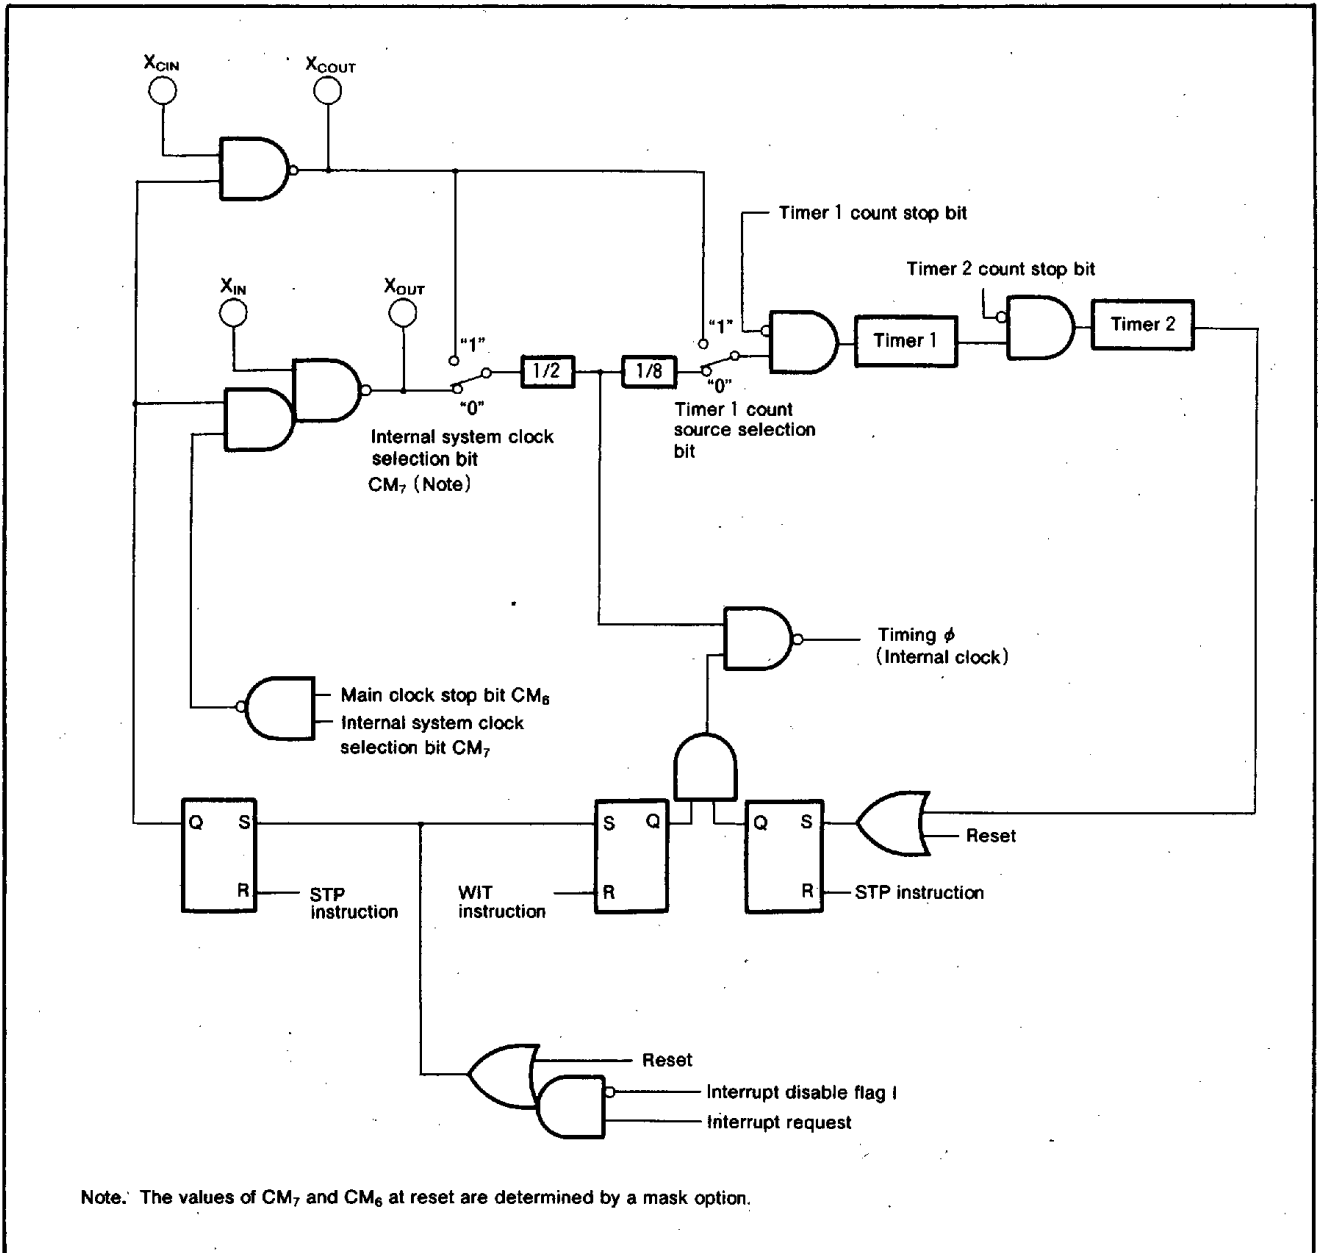 X_CIN
X_COUT
Timer 1 count stop bit
Timer 2 count stop bit
X_IN
X_OUT
"1"
"0"
1/2
1/8
"1"
"0"
Timer 1
Timer 2
Internal system clock
selection bit
CM₇ (Note)
Timer 1 count
source selection
bit
Timing ϕ
(Internal clock)
Main clock stop bit CM₆
Internal system clock
selection bit CM₇
Q
S
R
STP
instruction
S
Q
R
WIT
instruction
Q
S
R
Reset
STP instruction
Reset
Interrupt disable flag I
Interrupt request
Note. The values of CM₇ and CM₆ at reset are determined by a mask option.